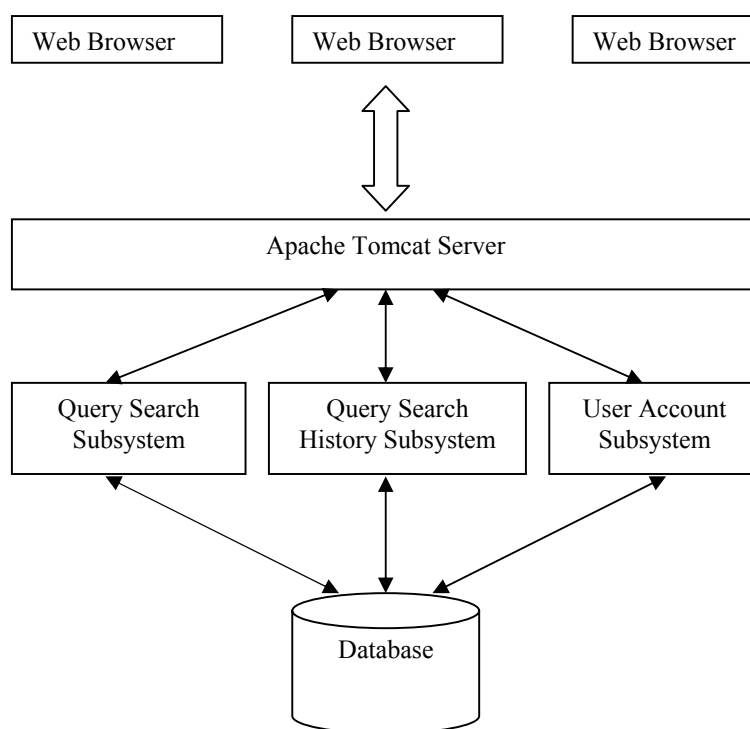 Web Browser
Web Browser
Web Browser
Apache Tomcat Server
Query Search
Subsystem
Query Search
History Subsystem
User Account
Subsystem
Database